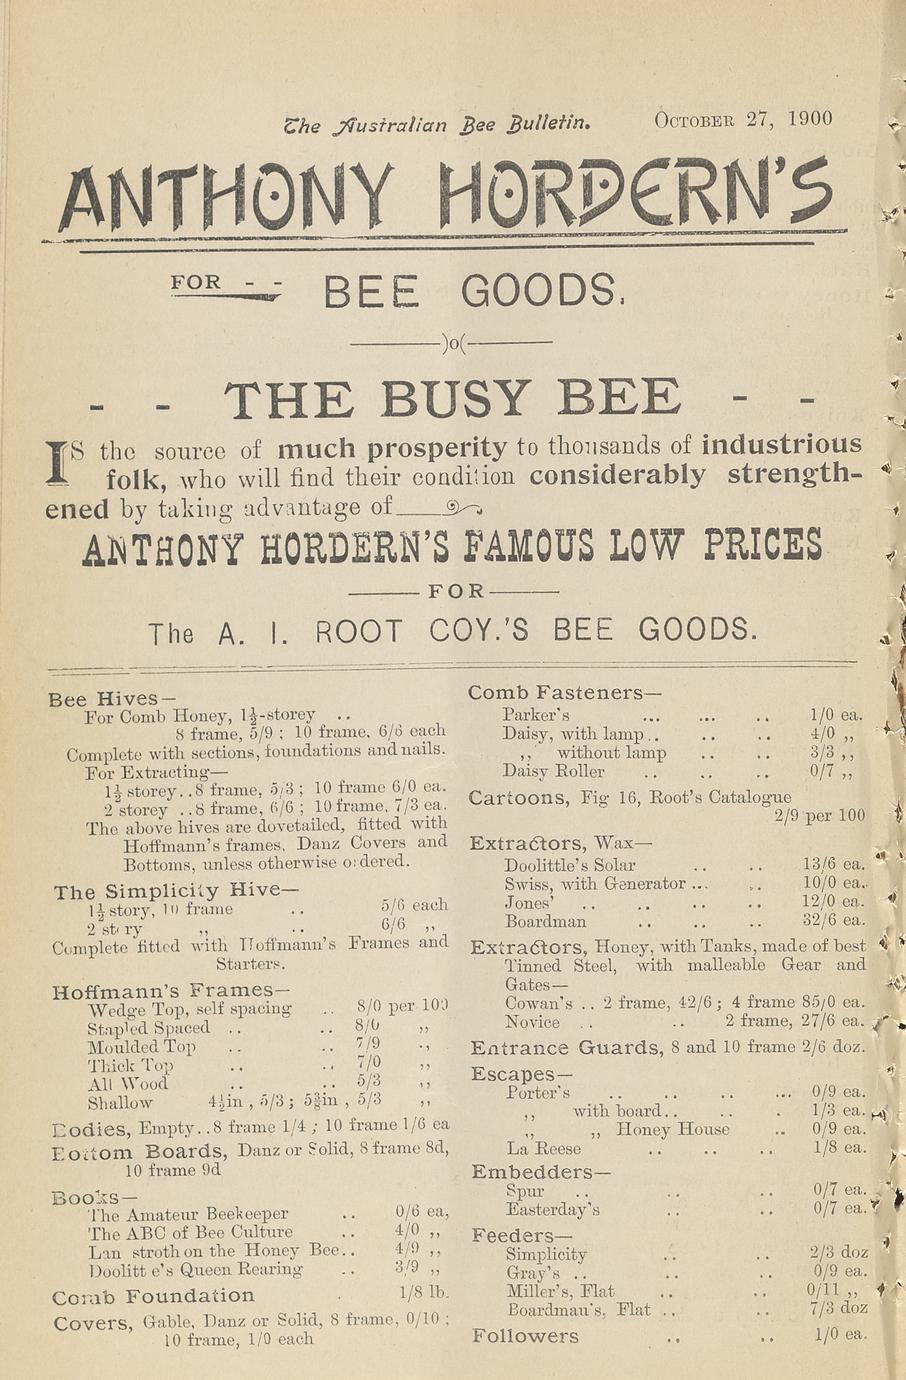 The Australian Bee Bulletin. OCTOBER 27, 1900
ANTHONY HORDERN'S
FOR - - BEE GOODS.
)o(
- - THE BUSY BEE - -
IS the source of much prosperity to thousands of industrious
folk, who will find their condition considerably strength-
ened by taking advantage of
ANTHONY HORDERN'S FAMOUS LOW PRICES
FOR
The A. I. ROOT COY.'S BEE GOODS.
Bee Hives—
For Comb Honey, 1½-storey ..
8 frame, 5/9 ; 10 frame, 6/6 each
Complete with sections, foundations and nails.
For Extracting—
1½ storey..8 frame, 5/3 ; 10 frame 6/0 ea.
2 storey ..8 frame, 6/6 ; 10 frame, 7/3 ea.
The above hives are dovetailed, fitted with
Hoffmann's frames, Danz Covers and
Bottoms, unless otherwise ordered.
The Simplicity Hive—
1½ story, 10 frame .. 5/6 each
2 story ,, .. 6/6 ,,
Complete fitted with Hoffmann's Frames and
Starters.
Hoffmann's Frames—
Wedge Top, self spacing .. 8/0 per 100
Stapled Spaced .. .. 8/0 ,,
Moulded Top .. .. 7/9 ,,
Thick Top .. .. 7/0 ,,
All Wood .. .. 5/3 ,,
Shallow 4½in , 5/3 ; 5⅜in , 5/3 ,,
Bodies, Empty..8 frame 1/4 ; 10 frame 1/6 ea
Bottom Boards, Danz or Solid, 8 frame 8d,
10 frame 9d
Books—
The Amateur Beekeeper .. 0/6 ea,
The ABC of Bee Culture .. 4/0 ,,
Lan stroth on the Honey Bee.. 4/9 ,,
Doolitt e's Queen Rearing .. 3/9 ,,
Comb Foundation . 1/8 lb.
Covers, Gable, Danz or Solid, 8 frame, 0/10 ;
10 frame, 1/0 each
Comb Fasteners—
Parker's ... ... .. 1/0 ea.
Daisy, with lamp.. .. .. 4/0 ,,
,, without lamp .. .. 3/3 ,,
Daisy Roller .. .. .. 0/7 ,,
Cartoons, Fig 16, Root's Catalogue
2/9 per 100
Extractors, Wax—
Doolittle's Solar .. .. 13/6 ea.
Swiss, with Generator ... .. 10/0 ea.
Jones' .. .. .. .. 12/0 ea.
Boardman .. .. .. 32/6 ea.
Extractors, Honey, with Tanks, made of best
Tinned Steel, with malleable Gear and
Gates—
Cowan's .. 2 frame, 42/6 ; 4 frame 85/0 ea.
Novice .. .. 2 frame, 27/6 ea.
Entrance Guards, 8 and 10 frame 2/6 doz.
Escapes—
Porter's .. .. .. ... 0/9 ea.
,, with board.. .. . 1/3 ea.
,, ,, Honey House .. 0/9 ea.
La Reese .. .. .. 1/8 ea.
Embedders—
Spur .. .. .. 0/7 ea.
Easterday's .. .. 0/7 ea.
Feeders—
Simplicity .. .. 2/3 doz
Gray's .. .. .. 0/9 ea.
Miller's, Flat .. .. 0/11 ,,
Boardman's, Flat .. .. 7/3 doz
Followers .. .. 1/0 ea.